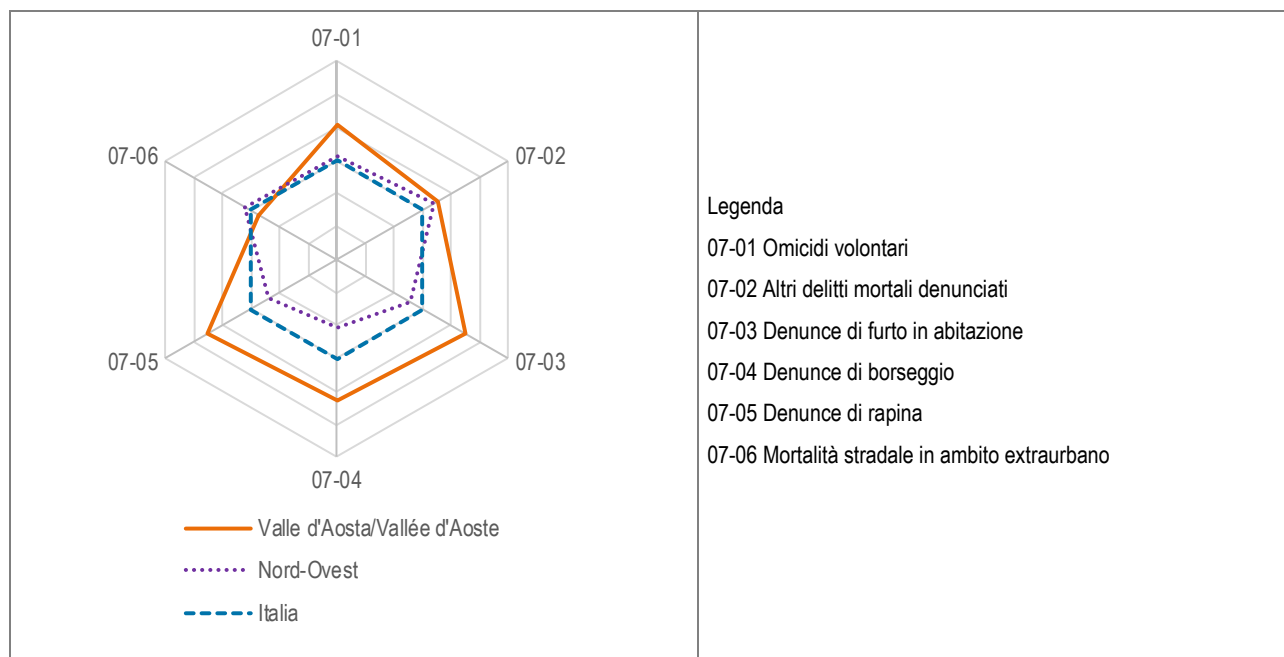 07-01
07-06
07-02
07-05
07-03
07-04
Valle d'Aosta/Vallée d'Aoste
Nord-Ovest
Italia
Legenda
07-01 Omicidi volontari
07-02 Altri delitti mortali denunciati
07-03 Denunce di furto in abitazione
07-04 Denunce di borseggio
07-05 Denunce di rapina
07-06 Mortalità stradale in ambito extraurbano